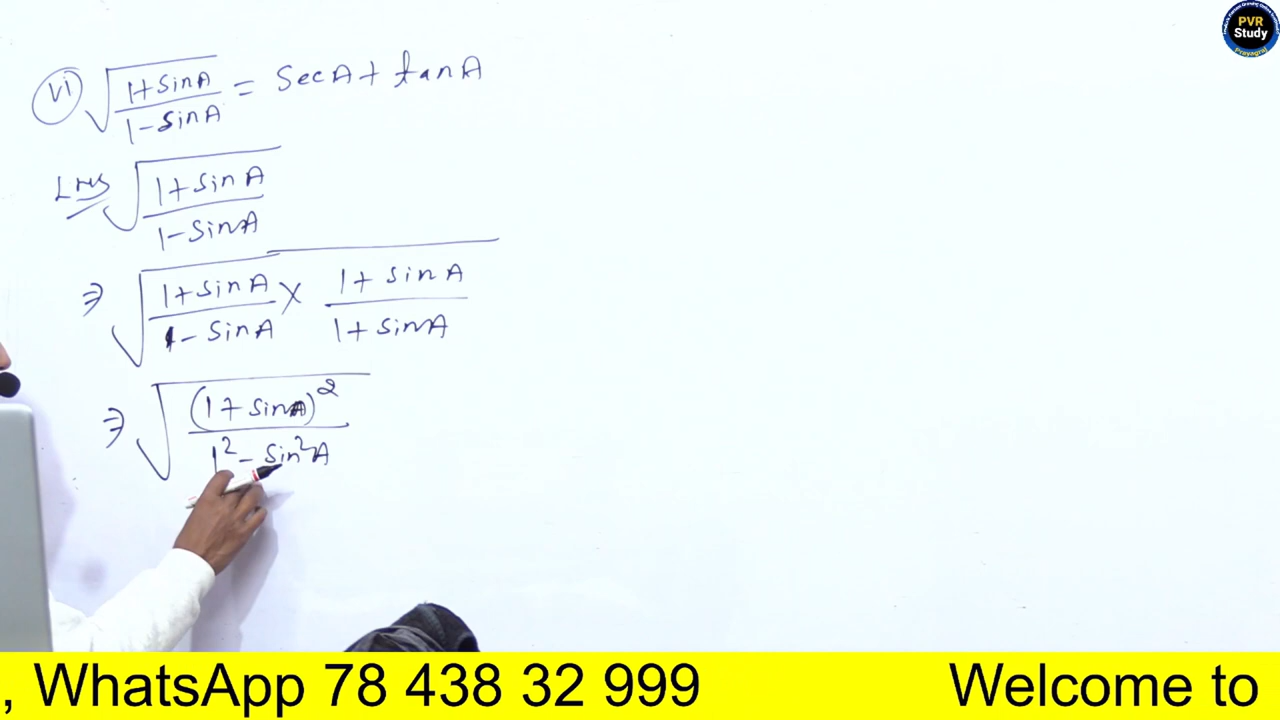 PVR
Study
Prayagraj
(vi) √((1+sinA)/(1-sinA)) = SecA + tanA
LHS √((1+sinA)/(1-sinA))
⇒ √((1+sinA)/(1-sinA) × (1+sinA)/(1+sinA))
⇒ √((1+sinA)²/(1²-sin²A))
, WhatsApp 78 438 32 999 Welcome to